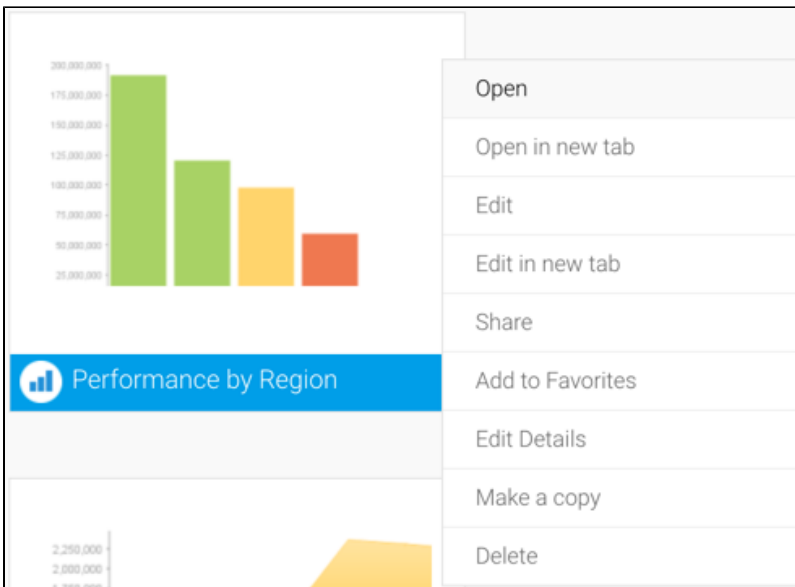 200,000,000
175,000,000
150,000,000
125,000,000
100,000,000
75,000,000
50,000,000
25,000,000
Performance by Region
Open
Open in new tab
Edit
Edit in new tab
Share
Add to Favorites
Edit Details
Make a copy
Delete
2,250,000
2,000,000